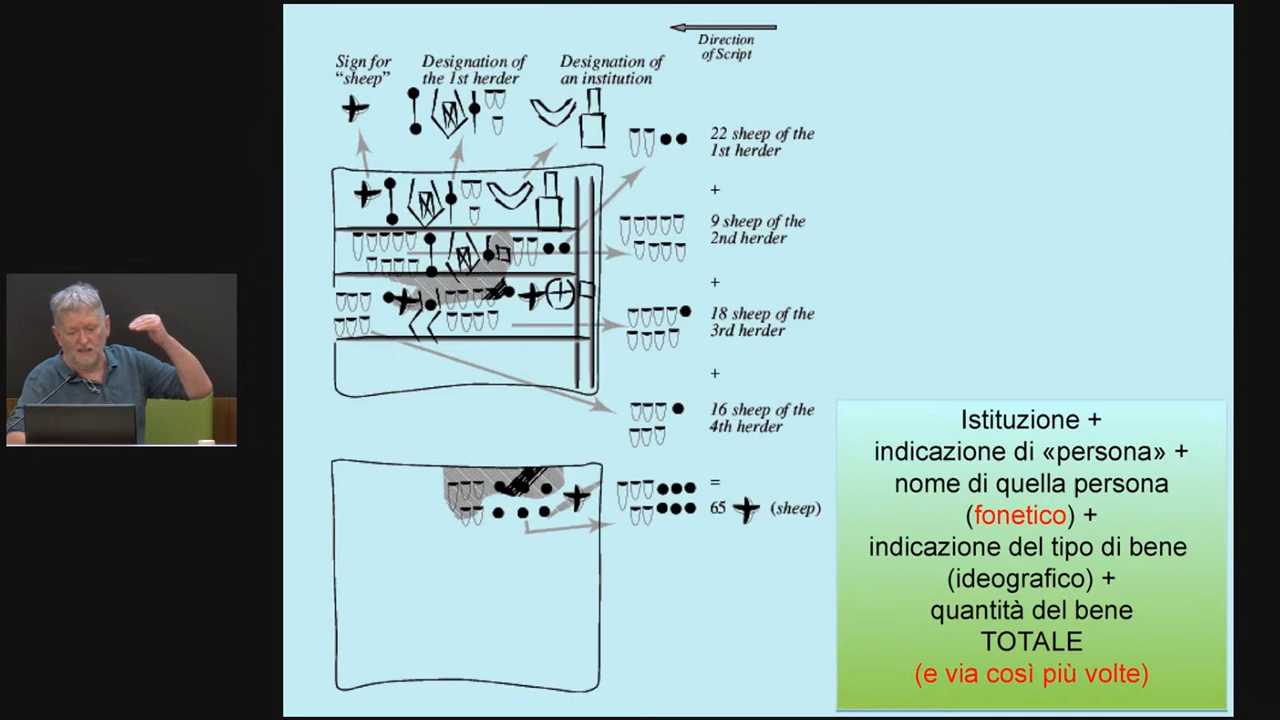 Direction
of Script
Sign for
“sheep”
Designation of
the 1st herder
Designation of
an institution
22 sheep of the
1st herder
+
9 sheep of the
2nd herder
+
18 sheep of the
3rd herder
+
16 sheep of the
4th herder
=
65
(sheep)
Istituzione +
indicazione di «persona» +
nome di quella persona
(fonetico) +
indicazione del tipo di bene
(ideografico) +
quantità del bene
TOTALE
(e via così più volte)